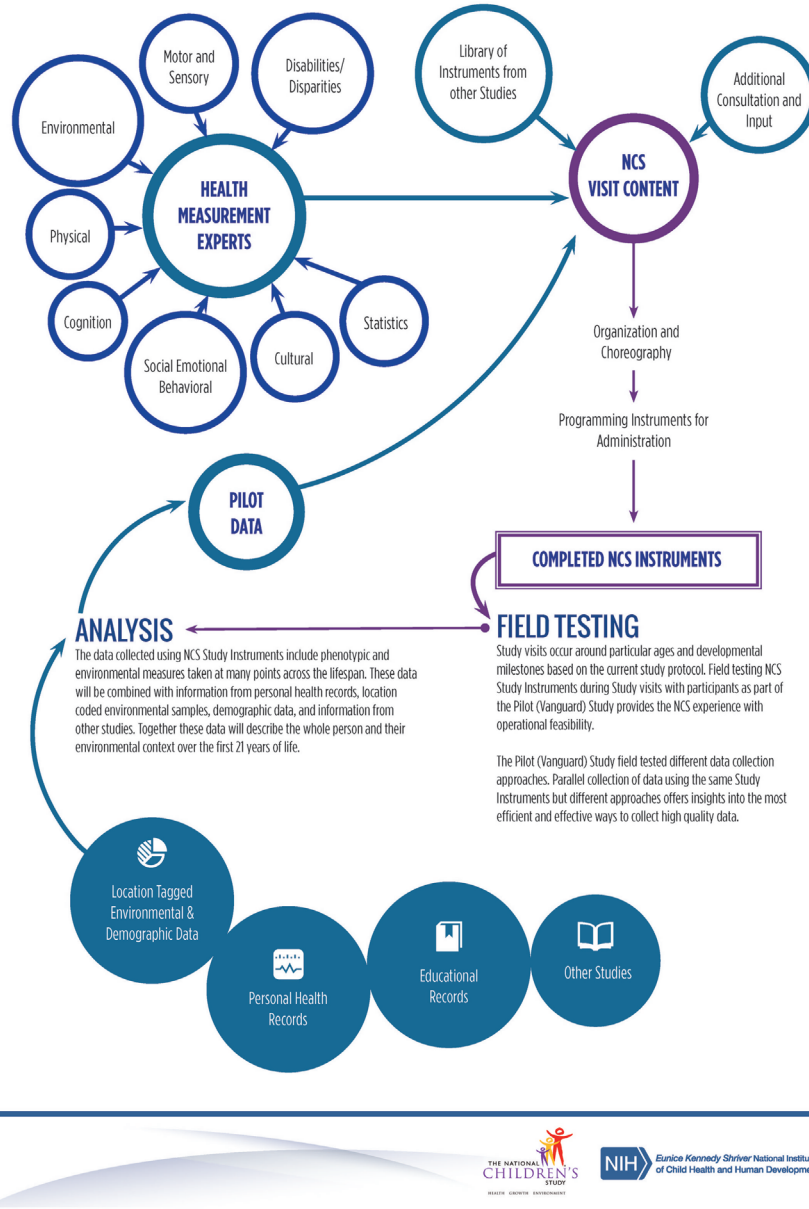 Motor and
Sensory
Disabilities/
Disparities
Library of
Instruments from
other Studies
Additional
Consultation and
Input
Environmental
NCS
VISIT CONTENT
HEALTH
MEASUREMENT
EXPERTS
Physical
Cognition
Social Emotional
Behavioral
Cultural
Statistics
Organization and
Choreography
Programming Instruments for
Administration
PILOT
DATA
COMPLETED NCS INSTRUMENTS
ANALYSIS
The data collected using NCS Study Instruments include phenotypic and
environmental measures taken at many points across the lifespan. These data
will be combined with information from personal health records, location
coded environmental samples, demographic data, and information from
other studies. Together these data will describe the whole person and their
environmental context over the first 21 years of life.
FIELD TESTING
Study visits occur around particular ages and developmental
milestones based on the current study protocol. Field testing NCS
Study Instruments during Study visits with participants as part of
the Pilot (Vanguard) Study provides the NCS experience with
operational feasibility.
The Pilot (Vanguard) Study field tested different data collection
approaches. Parallel collection of data using the same Study
Instruments but different approaches offers insights into the most
efficient and effective ways to collect high quality data.
Location Tagged
Environmental &
Demographic Data
Personal Health
Records
Educational
Records
Other Studies
THE NATIONAL
CHILDREN'S
STUDY
HEALTH GROWTH ENVIRONMENT
NIH
Eunice Kennedy Shriver National Institu
of Child Health and Human Developme